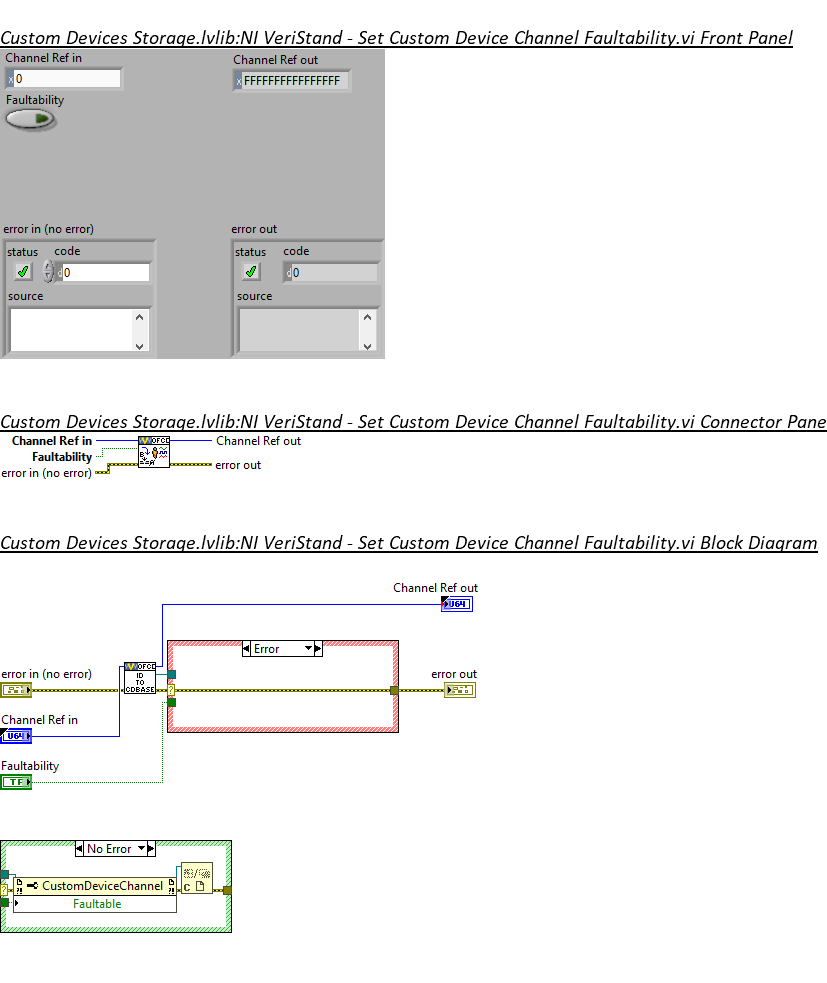 Custom Devices Storage.lvlib:NI VeriStand - Set Custom Device Channel Faultability.vi Front Panel
Channel Ref in
Channel Ref out
x 0
x FFFFFFFFFFFFFFFF
Faultability
error in (no error)
error out
status code
status code
d 0
d 0
source
source
Custom Devices Storage.lvlib:NI VeriStand - Set Custom Device Channel Faultability.vi Connector Pane
Channel Ref in
OFCE
Channel Ref out
Faultability
error in (no error)
error out
Custom Devices Storage.lvlib:NI VeriStand - Set Custom Device Channel Faultability.vi Block Diagram
Channel Ref out
U64
Error
error in (no error)
OFCE
ID
TO
CDBASE
?
error out
Channel Ref in
U64
Faultability
TF
No Error
CustomDeviceChannel
?!
?!
C
?
Faultable